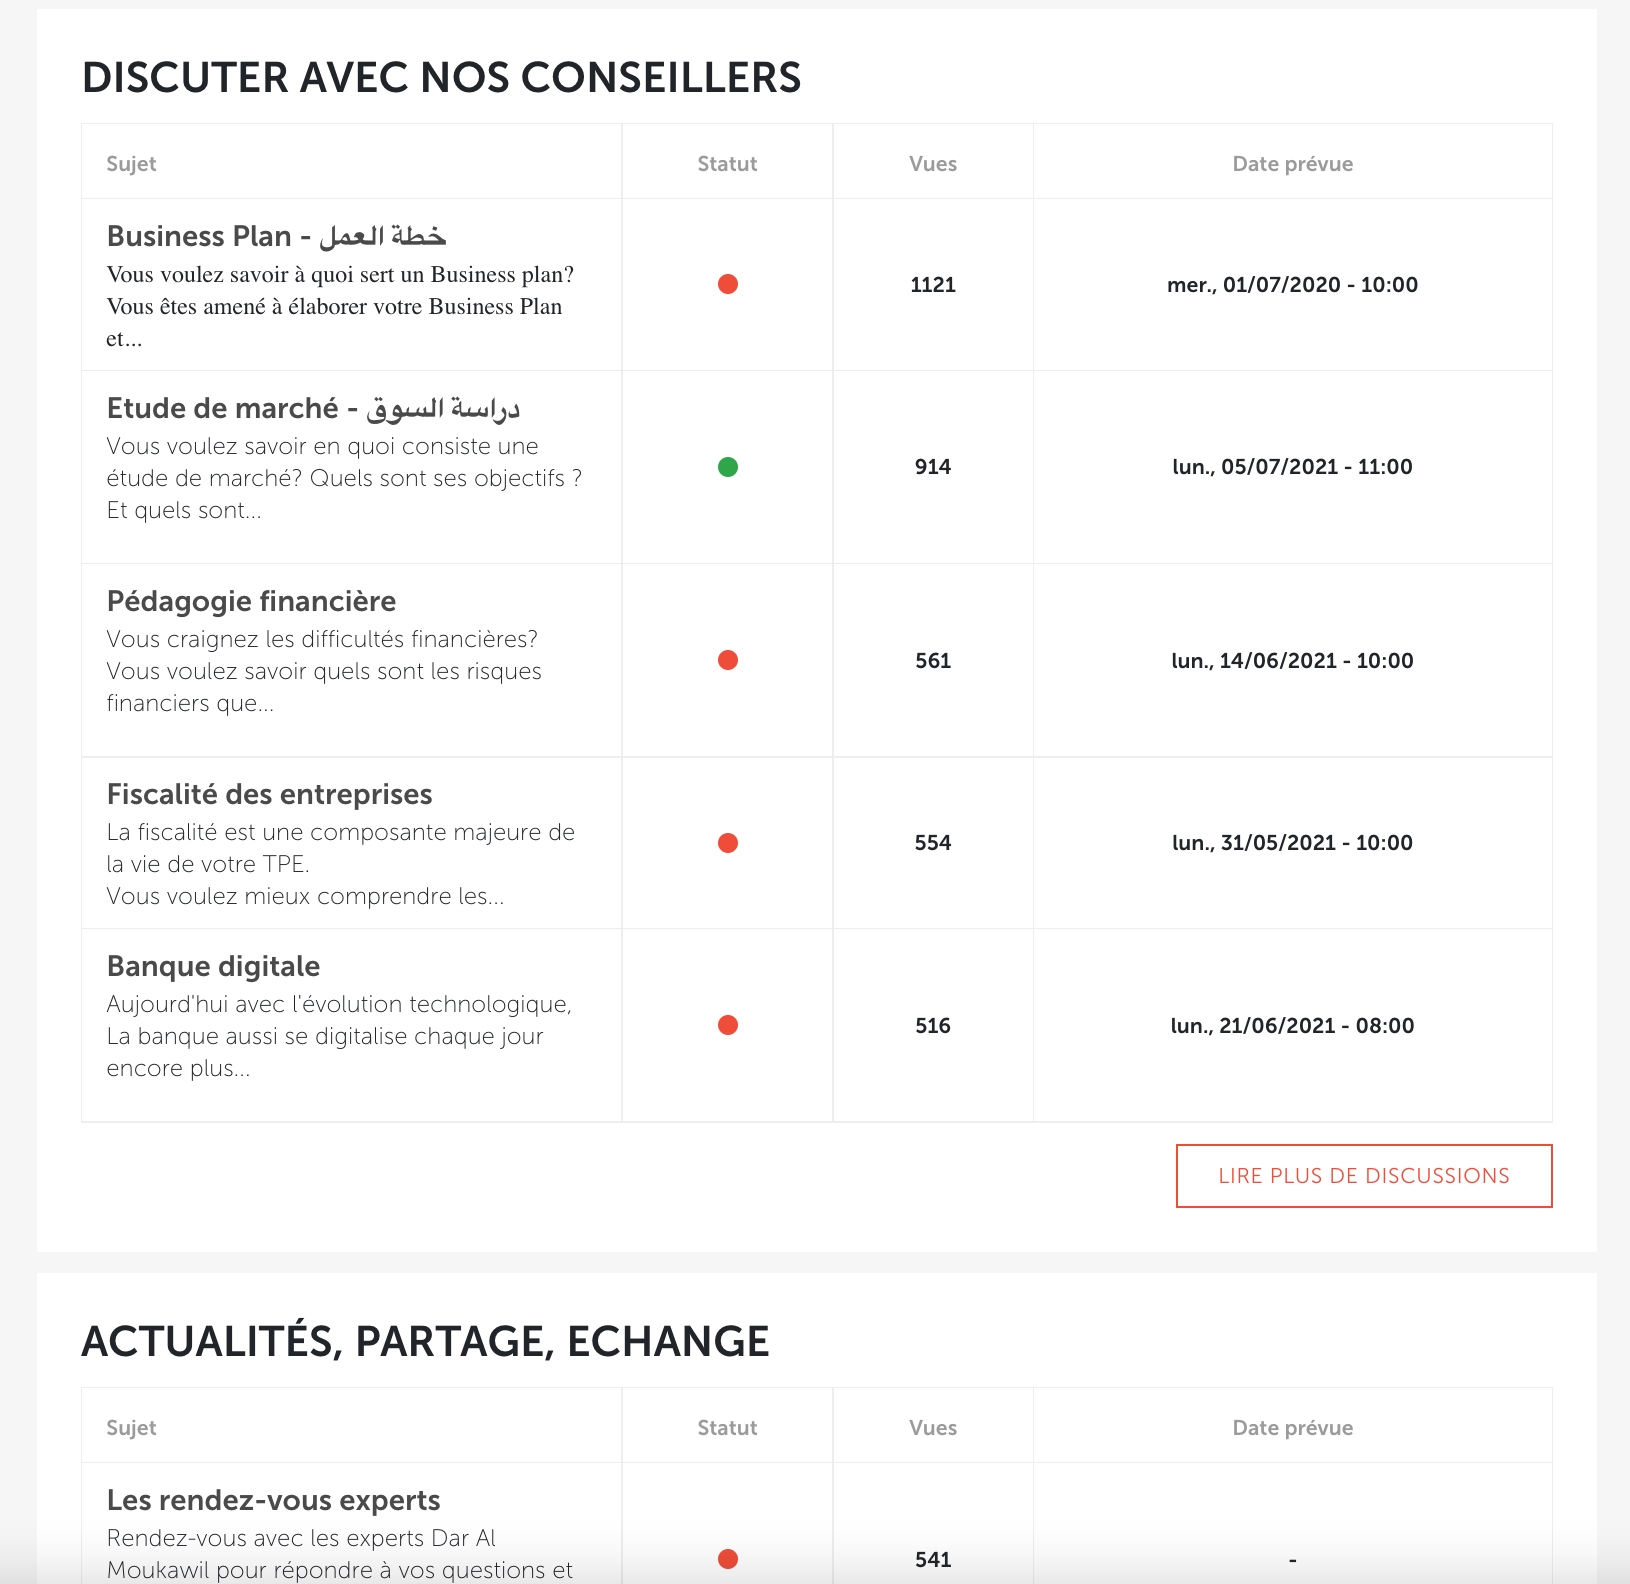 DISCUTER AVEC NOS CONSEILLERS
Sujet Statut Vues Date prévue
Business Plan - خطة العمل
Vous voulez savoir à quoi sert un Business plan?
Vous êtes amené à élaborer votre Business Plan
et...
1121 mer., 01/07/2020 - 10:00
Etude de marché - دراسة السوق
Vous voulez savoir en quoi consiste une
étude de marché? Quels sont ses objectifs ?
Et quels sont...
914 lun., 05/07/2021 - 11:00
Pédagogie financière
Vous craignez les difficultés financières?
Vous voulez savoir quels sont les risques
financiers que...
561 lun., 14/06/2021 - 10:00
Fiscalité des entreprises
La fiscalité est une composante majeure de
la vie de votre TPE.
Vous voulez mieux comprendre les...
554 lun., 31/05/2021 - 10:00
Banque digitale
Aujourd'hui avec l'évolution technologique,
La banque aussi se digitalise chaque jour
encore plus...
516 lun., 21/06/2021 - 08:00
LIRE PLUS DE DISCUSSIONS
ACTUALITÉS, PARTAGE, ECHANGE
Sujet Statut Vues Date prévue
Les rendez-vous experts
Rendez-vous avec les experts Dar Al
Moukawil pour répondre à vos questions et
541 -